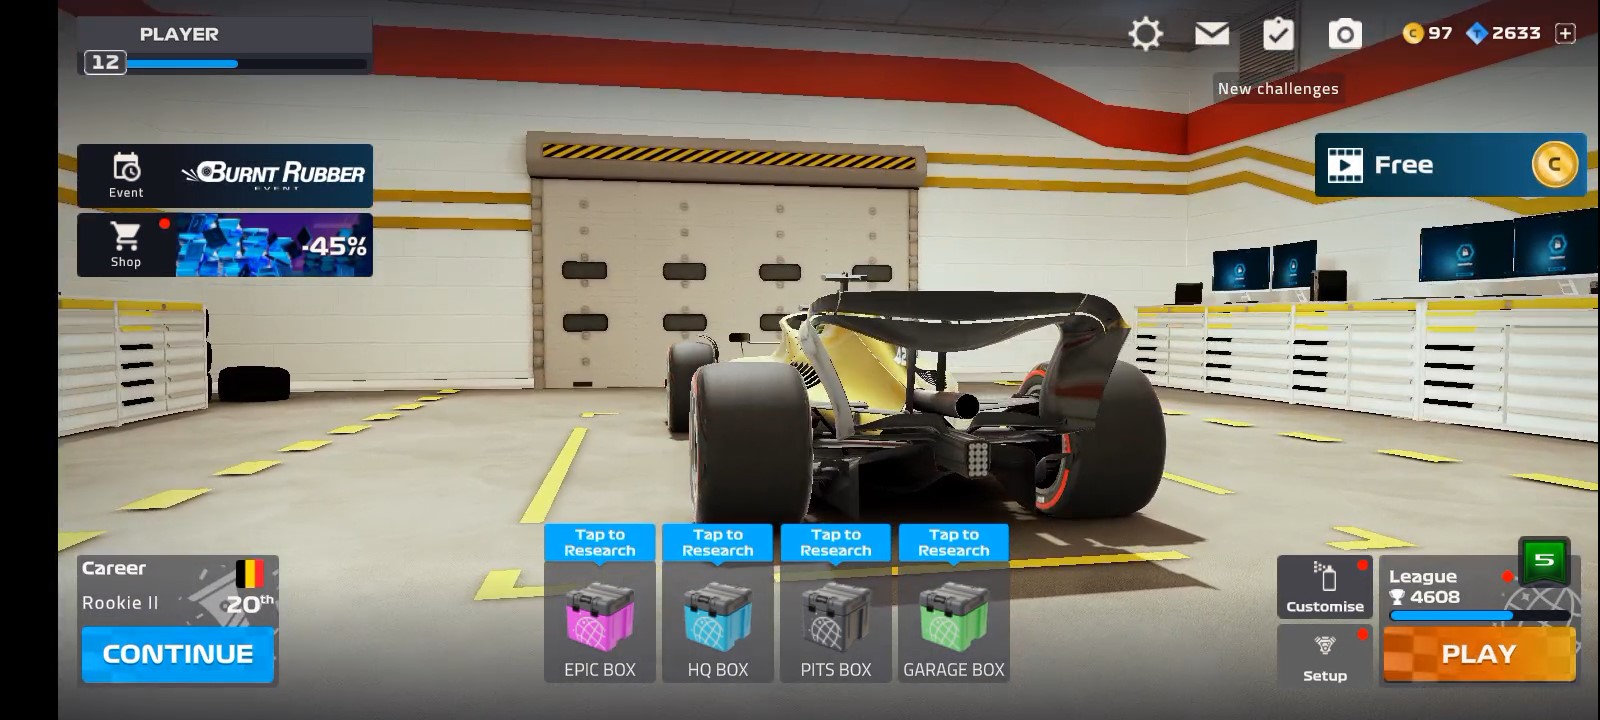 PLAYER
12
C 97 T 2633
New challenges
Event
BURNT RUBBER
EVENT
Free C
Shop
-45%
Tap to
Research
EPIC BOX
Tap to
Research
HQ BOX
Tap to
Research
PITS BOX
Tap to
Research
GARAGE BOX
Career
Rookie II
20th
CONTINUE
Customise
Setup
5
League
4608
PLAY